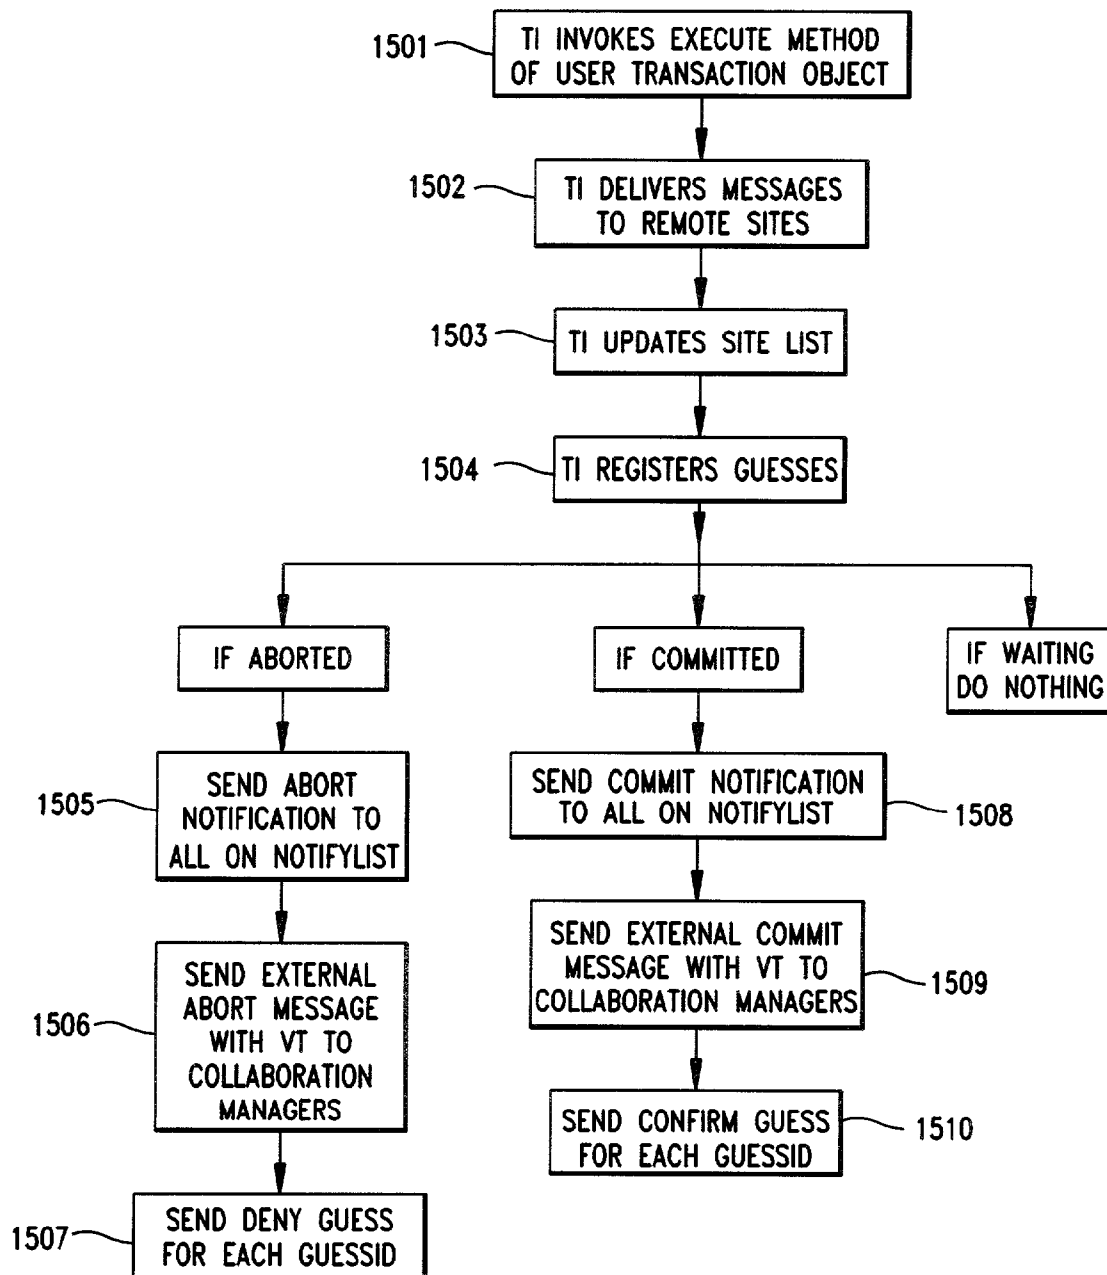 1501
TI INVOKES EXECUTE METHOD
OF USER TRANSACTION OBJECT
1502
TI DELIVERS MESSAGES
TO REMOTE SITES
1503
TI UPDATES SITE LIST
1504
TI REGISTERS GUESSES
IF ABORTED
IF COMMITTED
IF WAITING
DO NOTHING
1505
SEND ABORT
NOTIFICATION TO
ALL ON NOTIFYLIST
SEND COMMIT NOTIFICATION
TO ALL ON NOTIFYLIST
1508
1506
SEND EXTERNAL
ABORT MESSAGE
WITH VT TO
COLLABORATION
MANAGERS
SEND EXTERNAL COMMIT
MESSAGE WITH VT TO
COLLABORATION MANAGERS
1509
SEND CONFIRM GUESS
FOR EACH GUESSID
1510
1507
SEND DENY GUESS
FOR EACH GUESSID